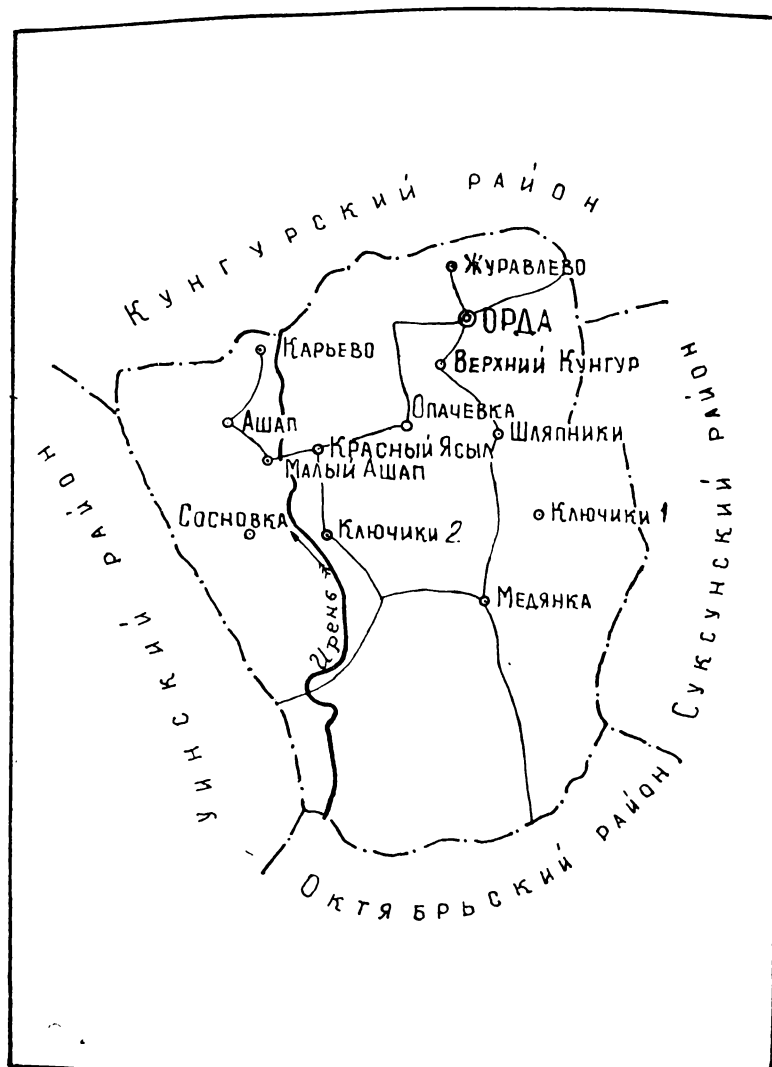 Кунгурский район
Журавлево
Орда
Карьево
Верхний Кунгур
Опачевка
Ашап
Шляпники
Красный Ясыл
Малый Ашап
Ключики 1
Сосновка
Ключики 2
Медянка
Ирень
Уинский район
Суксунский район
Октябрьский район